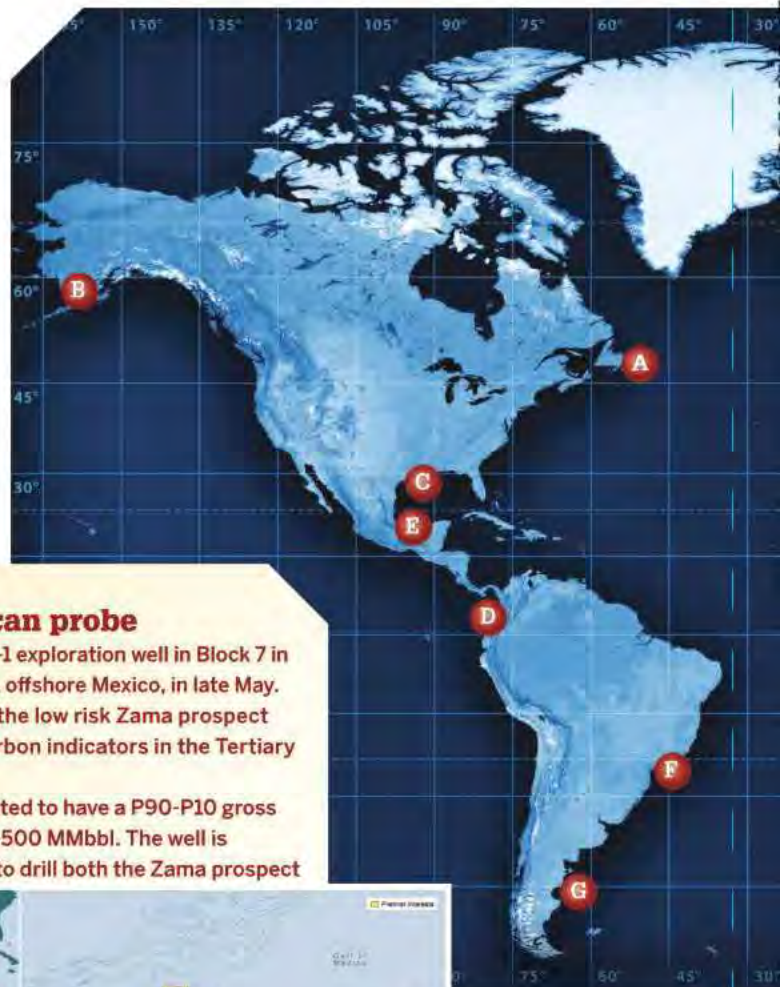 150° 135° 120° 105° 90° 75° 60° 45° 30°
75°
60°
45°
30°
B
A
C
E
D
F
G
can probe
-1 exploration well in Block 7 in
offshore Mexico, in late May.
the low risk Zama prospect
rbon indicators in the Tertiary
ted to have a P90-P10 gross
500 MMbbl. The well is
to drill both the Zama prospect
Gulf of
Mexico
75° 60° 45° 30°